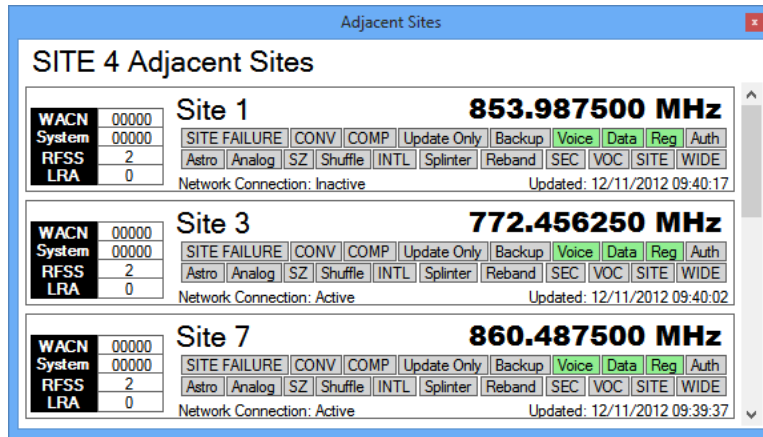 Adjacent Sites
x
SITE 4 Adjacent Sites
WACN 00000
System 00000
RFSS 2
LRA 0
Site 1 853.987500 MHz
SITE FAILURE CONV COMP Update Only Backup Voice Data Reg Auth
Astro Analog SZ Shuffle INTL Splinter Reband SEC VOC SITE WIDE
Network Connection: Inactive Updated: 12/11/2012 09:40:17
WACN 00000
System 00000
RFSS 2
LRA 0
Site 3 772.456250 MHz
SITE FAILURE CONV COMP Update Only Backup Voice Data Reg Auth
Astro Analog SZ Shuffle INTL Splinter Reband SEC VOC SITE WIDE
Network Connection: Active Updated: 12/11/2012 09:40:02
WACN 00000
System 00000
RFSS 2
LRA 0
Site 7 860.487500 MHz
SITE FAILURE CONV COMP Update Only Backup Voice Data Reg Auth
Astro Analog SZ Shuffle INTL Splinter Reband SEC VOC SITE WIDE
Network Connection: Active Updated: 12/11/2012 09:39:37